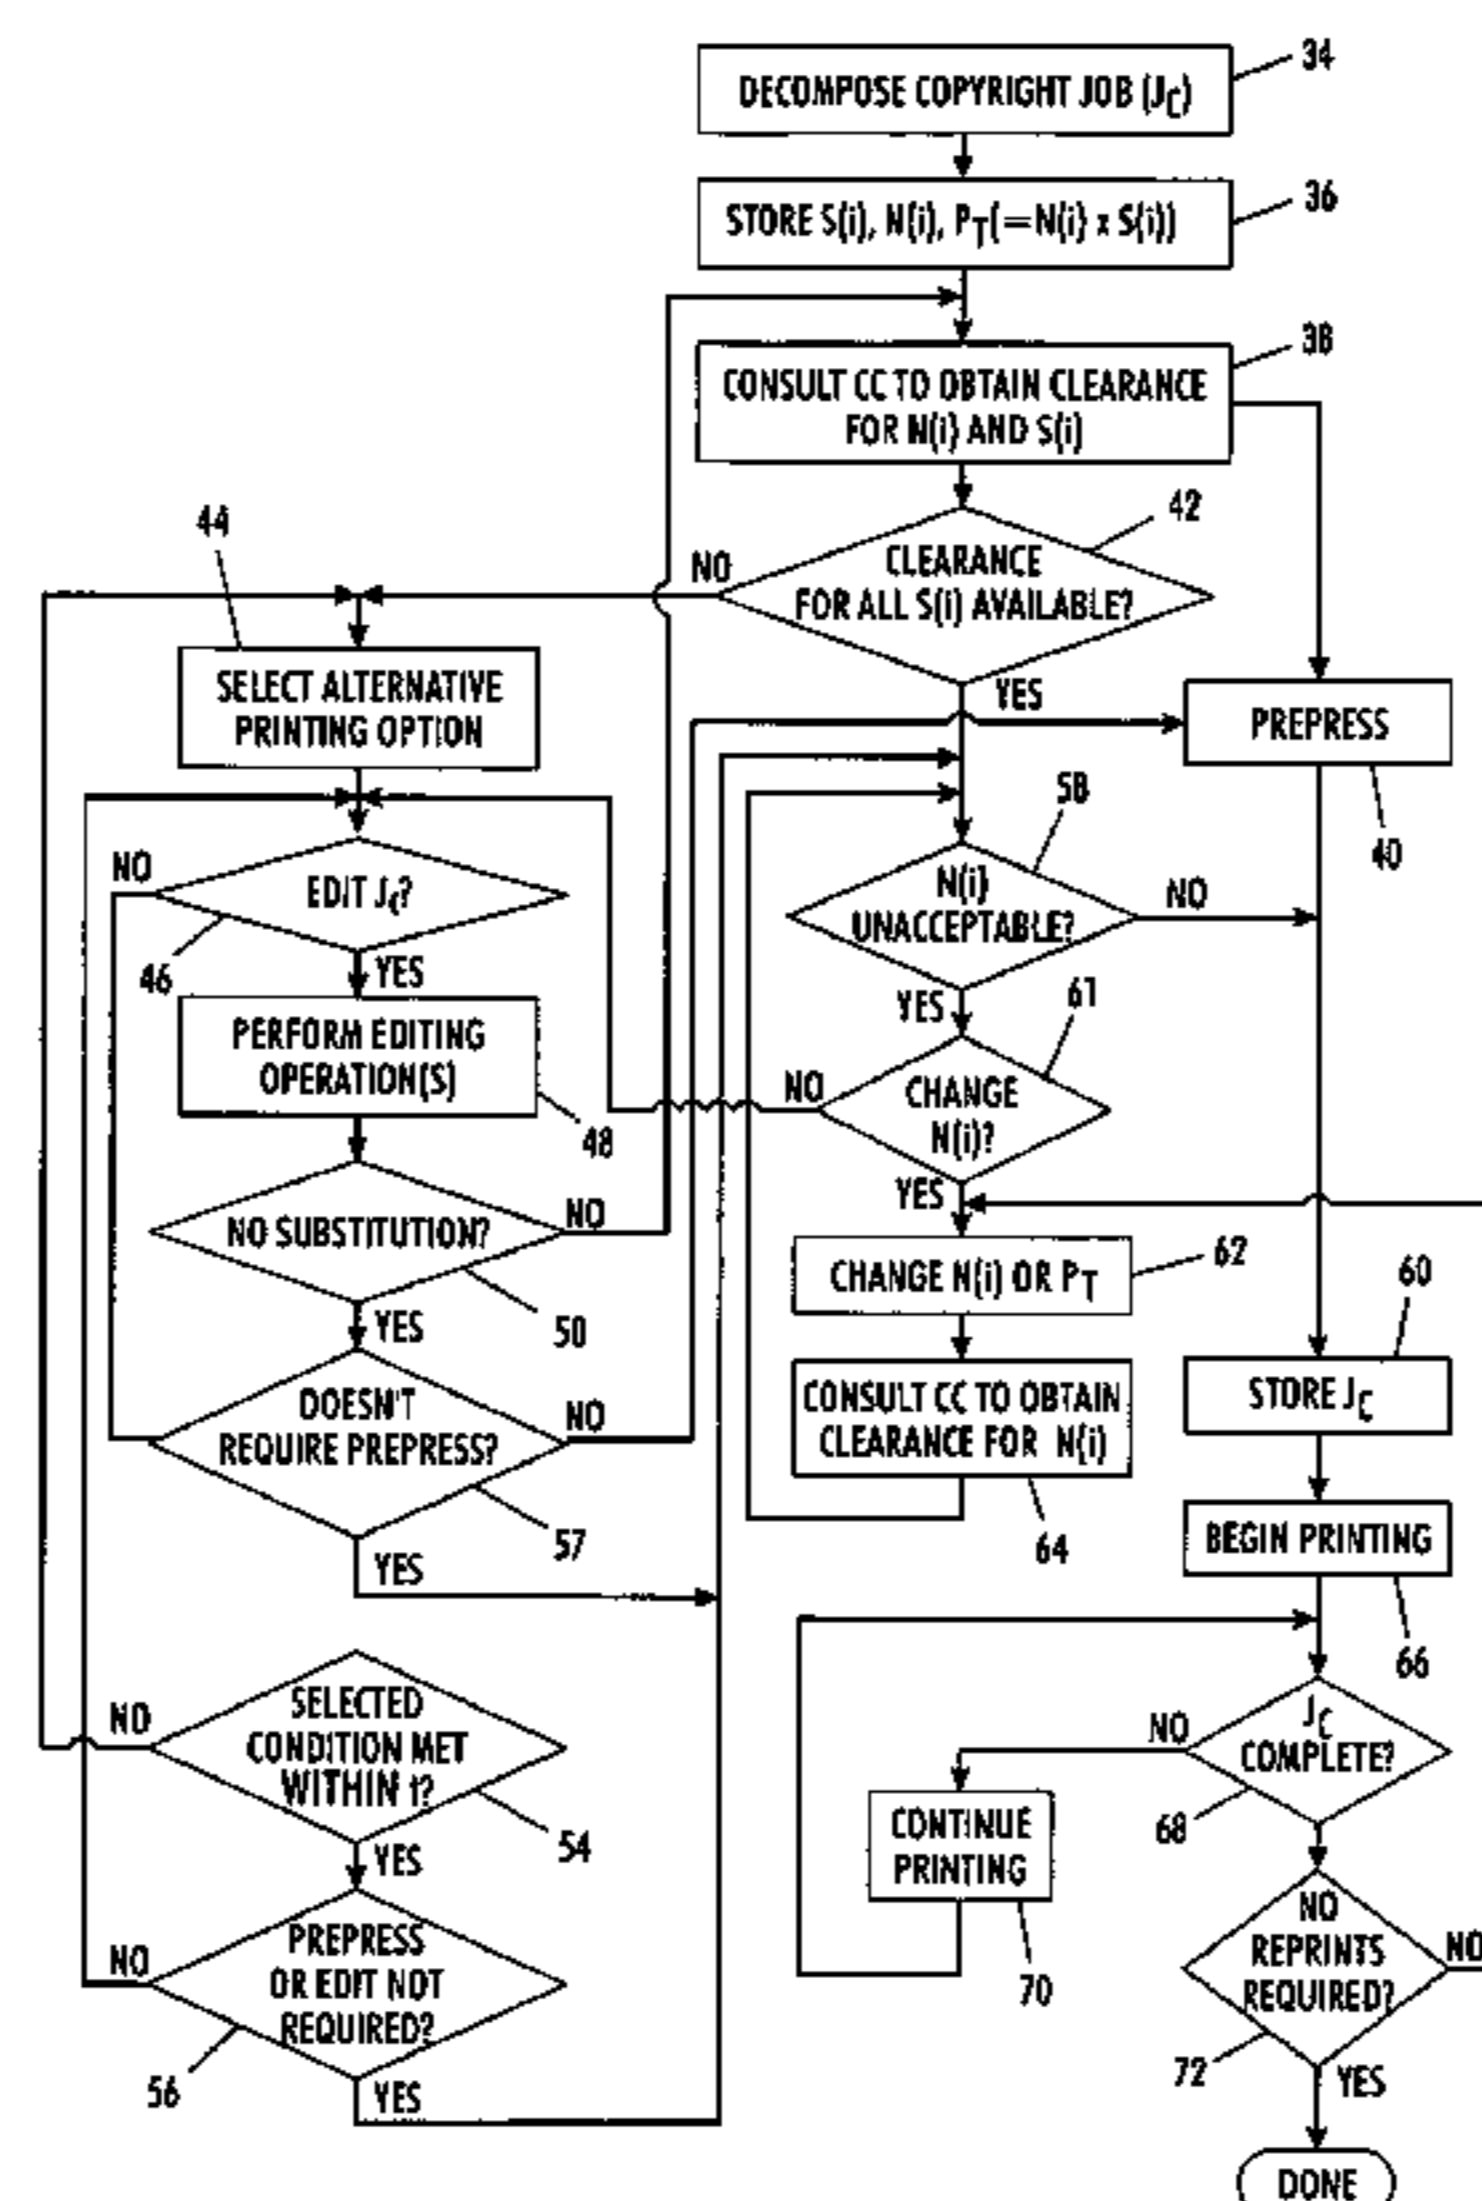 34
DECOMPOSE COPYRIGHT JOB (JC)
36
STORE S(i), N(i), PT(=N(i) x S(i))
38
CONSULT CC TO OBTAIN CLEARANCE
FOR N(i) AND S(i)
42
44
NO
CLEARANCE
FOR ALL S(i) AVAILABLE?
YES
SELECT ALTERNATIVE
PRINTING OPTION
PREPRESS
40
58
NO
EDIT JC?
46
YES
N(i)
UNACCEPTABLE?
NO
YES
61
PERFORM EDITING
OPERATION(S)
48
NO
CHANGE
N(i)?
YES
NO SUBSTITUTION?
NO
50
YES
CHANGE N(i) OR PT
62
60
DOESN'T
REQUIRE PREPRESS?
NO
57
YES
CONSULT CC TO OBTAIN
CLEARANCE FOR N(i)
64
STORE JC
BEGIN PRINTING
66
SELECTED
CONDITION MET
WITHIN t?
NO
54
YES
JC
COMPLETE?
NO
68
CONTINUE
PRINTING
70
PREPRESS
OR EDIT NOT
REQUIRED?
NO
56
YES
NO
REPRINTS
REQUIRED?
NO
72
YES
DONE